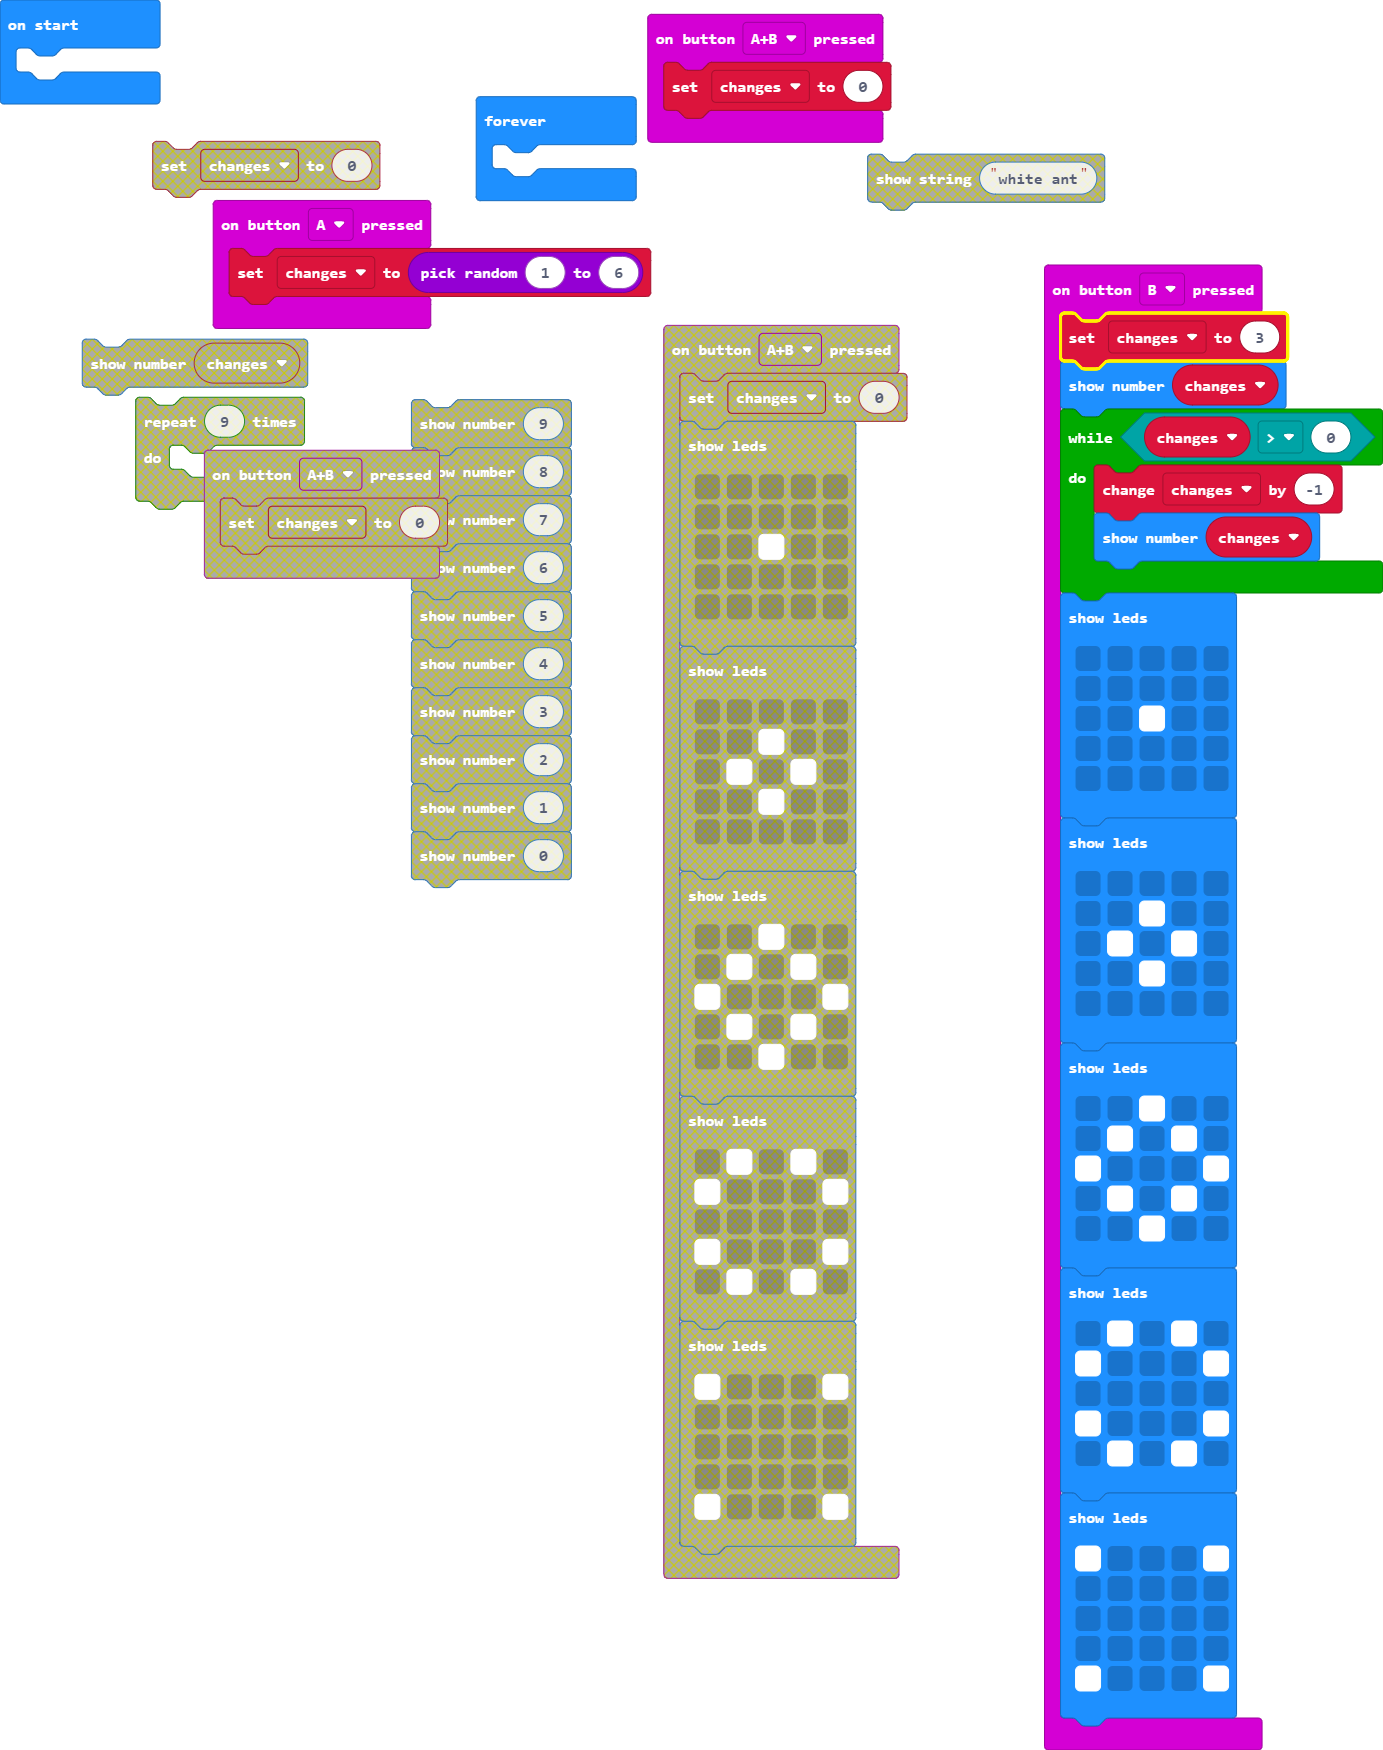 on start
set changes to 0
on button A pressed
set changes to pick random 1 to 6
show number changes
repeat 9 times
do
on button A+B pressed
set changes to 0
forever
show number 9
number 8
number 7
number 6
show number 5
show number 4
show number 3
show number 2
show number 1
show number 0
on button A+B pressed
set changes to 0
show string "white ant"
on button A+B pressed
set changes to 0
show leds
show leds
show leds
show leds
show leds
on button B pressed
set changes to 3
show number changes
while changes > 0
do
change changes by -1
show number changes
show leds
show leds
show leds
show leds
show leds